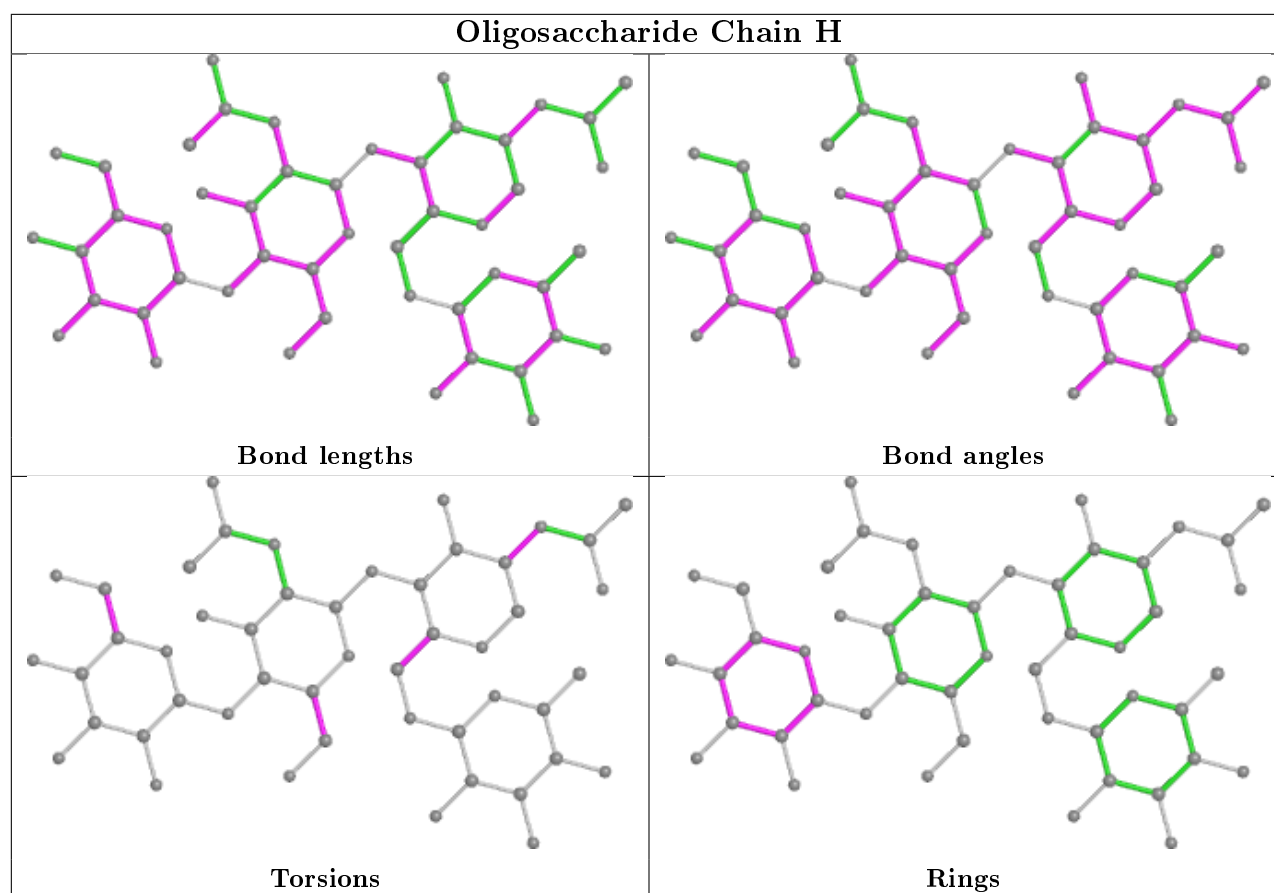 Oligosaccharide Chain H
Bond lengths
Bond angles
Torsions
Rings